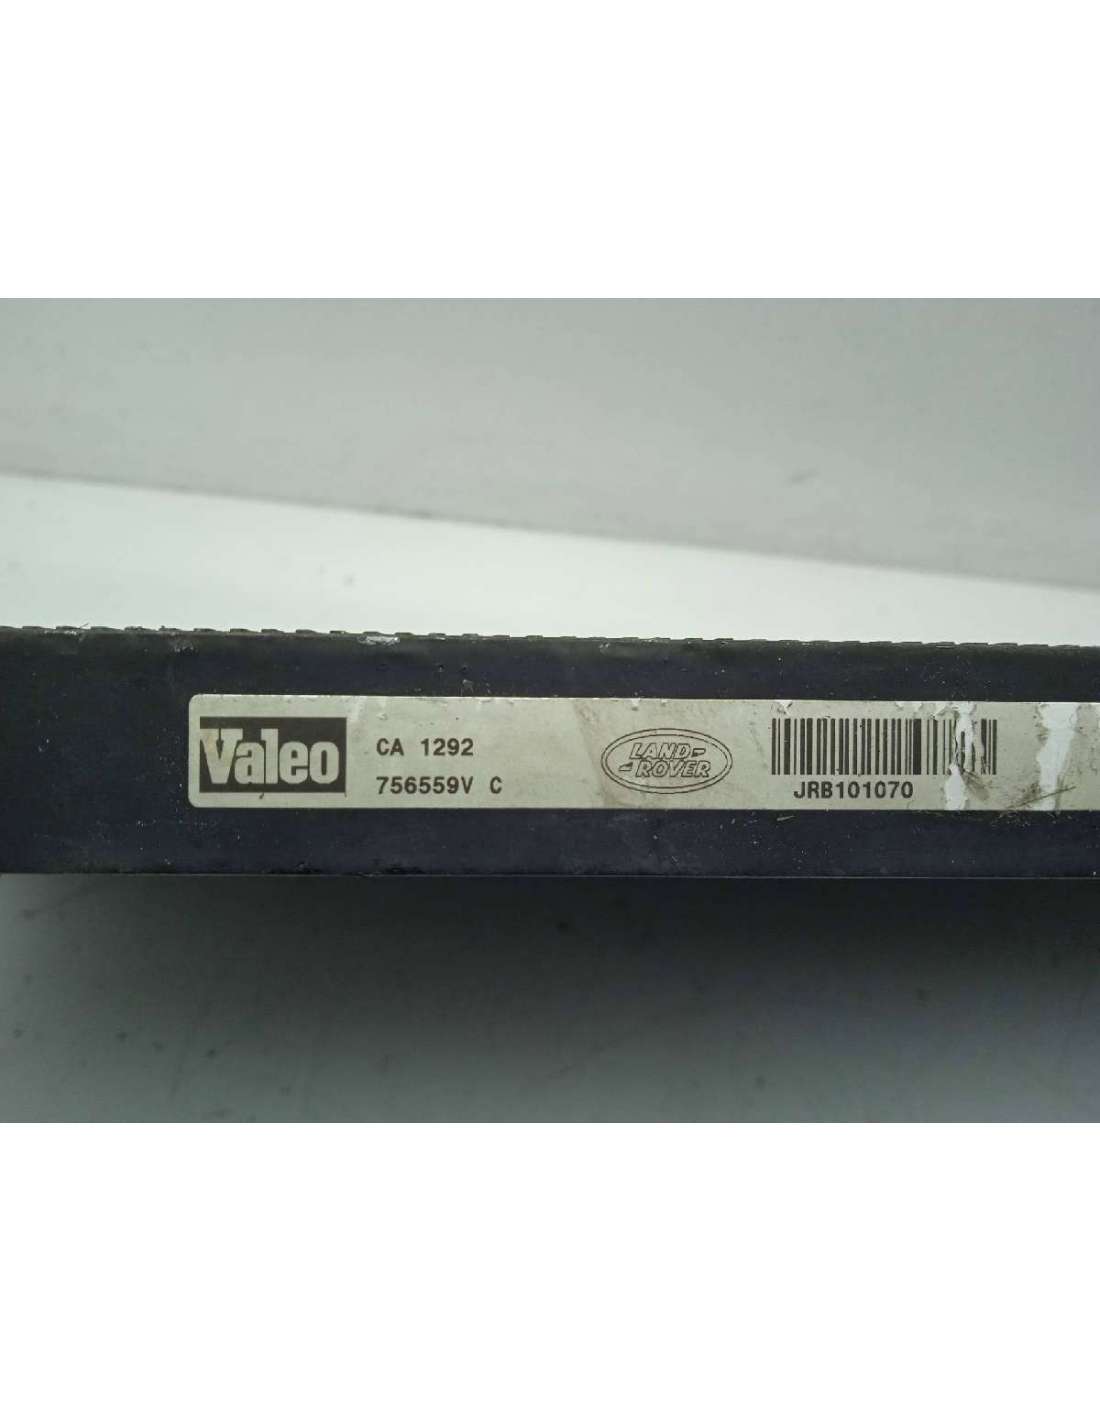 Valeo
CA 1292
756559V C
LAND-
-ROVER
JRB101070